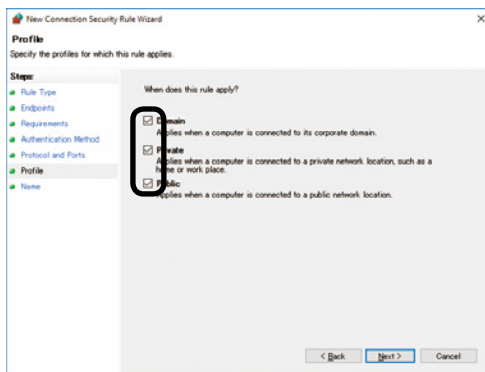 New Connection Security Rule Wizard
Profile
Specify the profiles for which this rule applies.
Steps:
Rule Type
Endpoints
Requirements
Authentication Method
Protocol and Ports
Profile
Name
When does this rule apply?
Domain
Applies when a computer is connected to its corporate domain.
Private
Applies when a computer is connected to a private network location, such as a
home or work place.
Public
Applies when a computer is connected to a public network location.
< Back
Next >
Cancel